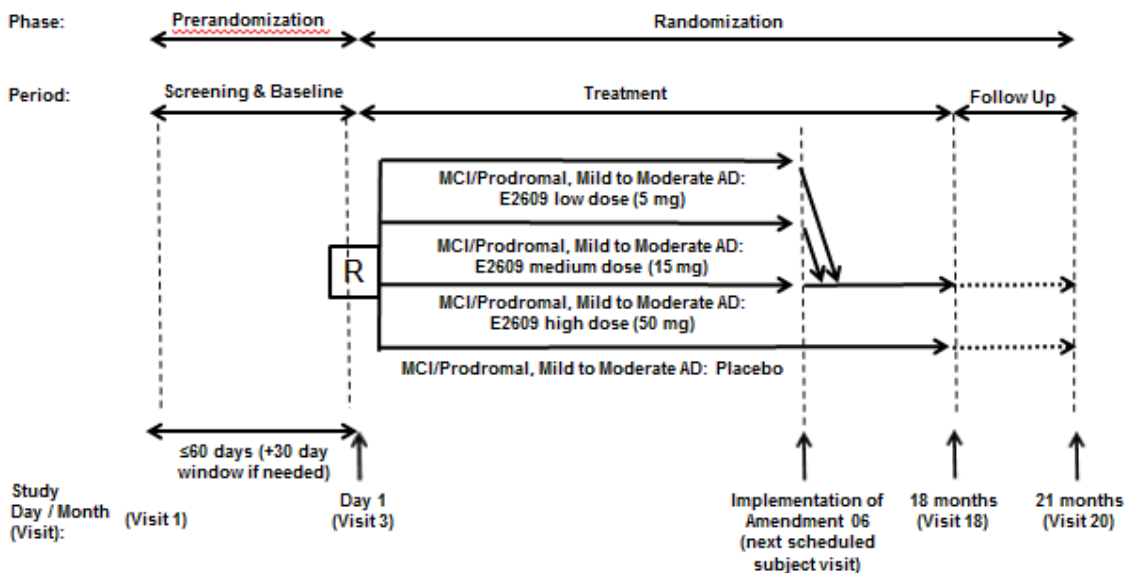 Phase:
Prerandomization
Randomization
Period:
Screening & Baseline
Treatment
Follow Up
MCI/Prodromal, Mild to Moderate AD:
E2609 low dose (5 mg)
MCI/Prodromal, Mild to Moderate AD:
E2609 medium dose (15 mg)
R
MCI/Prodromal, Mild to Moderate AD:
E2609 high dose (50 mg)
MCI/Prodromal, Mild to Moderate AD: Placebo
≤60 days (+30 day
window if needed)
Study
Day / Month
(Visit):
(Visit 1)
Day 1
(Visit 3)
Implementation of
Amendment 06
(next scheduled
subject visit)
18 months
(Visit 18)
21 months
(Visit 20)